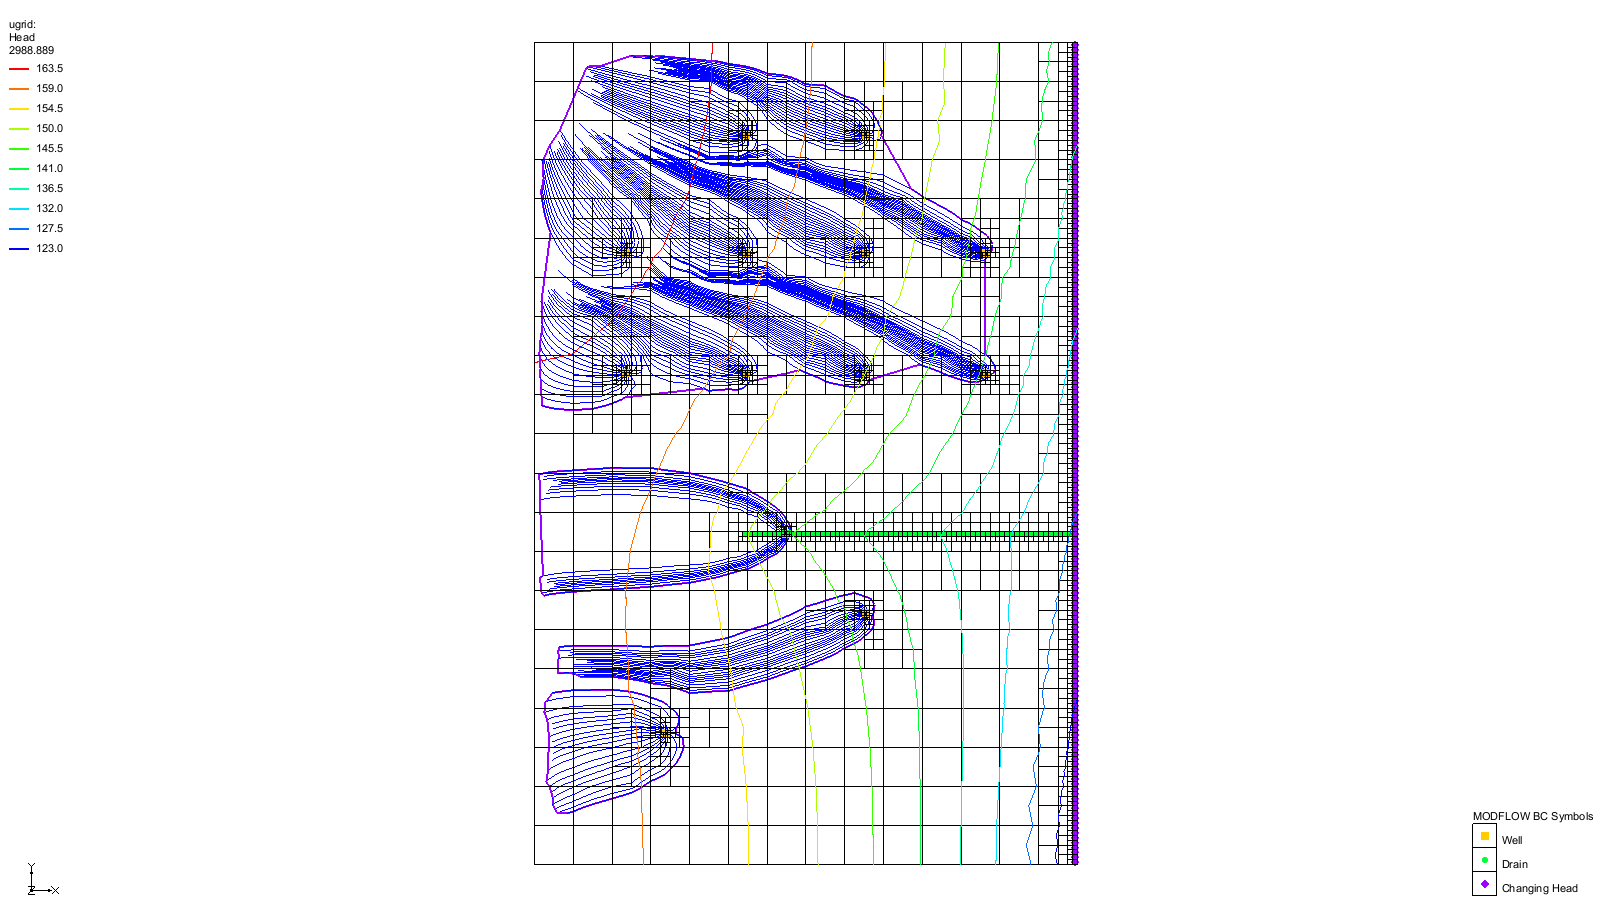 ugrid:
Head
2988.889
163.5
159.0
154.5
150.0
145.5
141.0
136.5
132.0
127.5
123.0
MODFLOW BC Symbols
Well
Drain
Changing Head
Y
Z
X